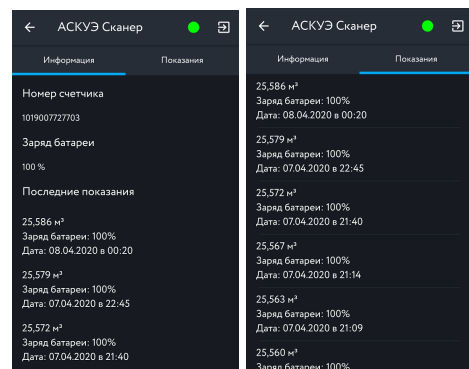 АСКУЭ Сканер
Информация
Показания
Номер счетчика
1019007727703
Заряд батареи
100 %
Последние показания
25,586 м³
Заряд батареи: 100%
Дата: 08.04.2020 в 00:20
25,579 м³
Заряд батареи: 100%
Дата: 07.04.2020 в 22:45
25,572 м³
Заряд батареи: 100%
Дата: 07.04.2020 в 21:40
АСКУЭ Сканер
Информация
Показания
25,586 м³
Заряд батареи: 100%
Дата: 08.04.2020 в 00:20
25,579 м³
Заряд батареи: 100%
Дата: 07.04.2020 в 22:45
25,572 м³
Заряд батареи: 100%
Дата: 07.04.2020 в 21:40
25,567 м³
Заряд батареи: 100%
Дата: 07.04.2020 в 21:14
25,563 м³
Заряд батареи: 100%
Дата: 07.04.2020 в 21:09
25,560 м³
Заряд батареи: 100%